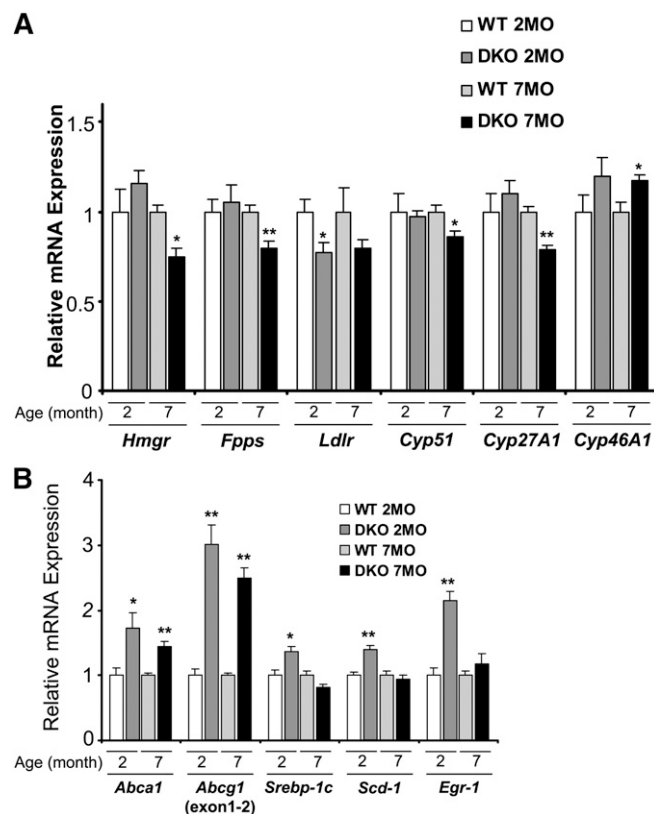 A
WT 2MO
DKO 2MO
WT 7MO
DKO 7MO
Relative mRNA Expression
1.5
1
0.5
0
* ** * * ** *
Age (month) 2 7 2 7 2 7 2 7 2 7 2 7
Hmgr Fpps Ldlr Cyp51 Cyp27A1 Cyp46A1
B
WT 2MO
DKO 2MO
WT 7MO
DKO 7MO
Relative mRNA Expression
4
3
2
1
0
* ** ** ** * ** **
Age (month) 2 7 2 7 2 7 2 7 2 7
Abca1 Abcg1 Srebp-1c Scd-1 Egr-1
(exon1-2)